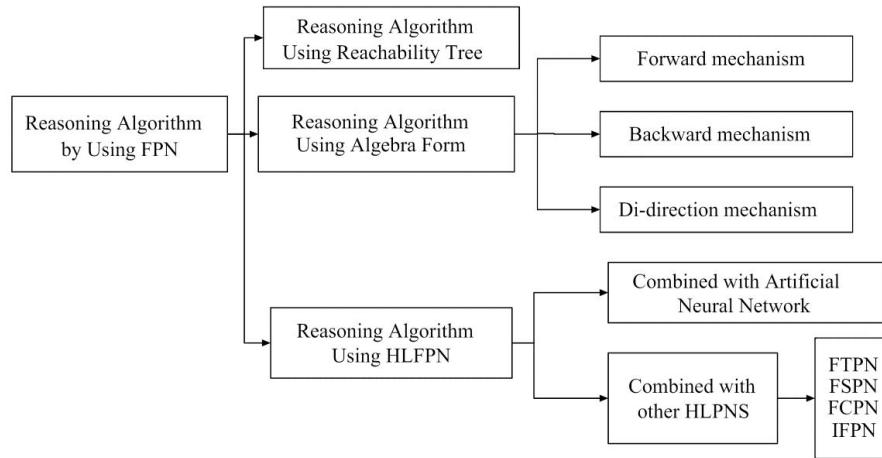 Reasoning Algorithm
Using Reachability Tree
Reasoning Algorithm
by Using FPN
Reasoning Algorithm
Using Algebra Form
Forward mechanism
Backward mechanism
Di-direction mechanism
Reasoning Algorithm
Using HLFPN
Combined with Artificial
Neural Network
Combined with
other HLPNS
FTPN
FSPN
FCPN
IFPN